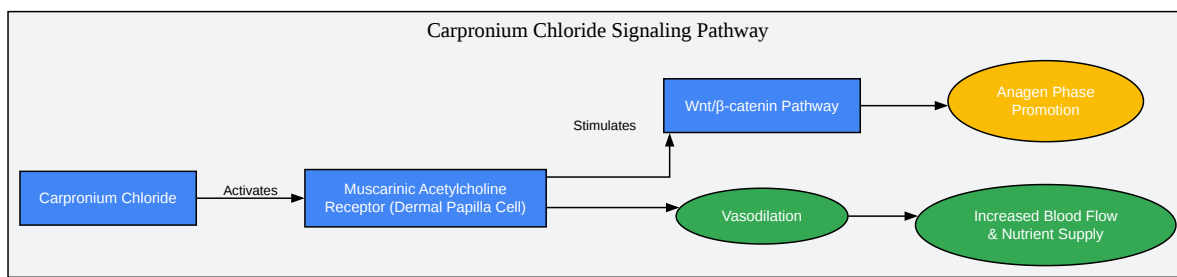 Carpronium Chloride Signaling Pathway
Carpronium Chloride
Activates
Muscarinic Acetylcholine
Receptor (Dermal Papilla Cell)
Stimulates
Wnt/β-catenin Pathway
Anagen Phase
Promotion
Vasodilation
Increased Blood Flow
& Nutrient Supply